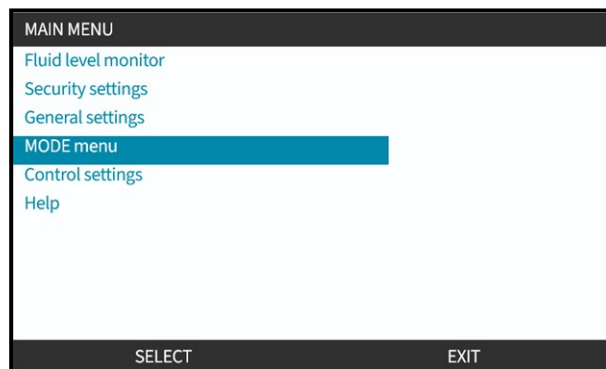 MAIN MENU
Fluid level monitor
Security settings
General settings
MODE menu
Control settings
Help
SELECT EXIT